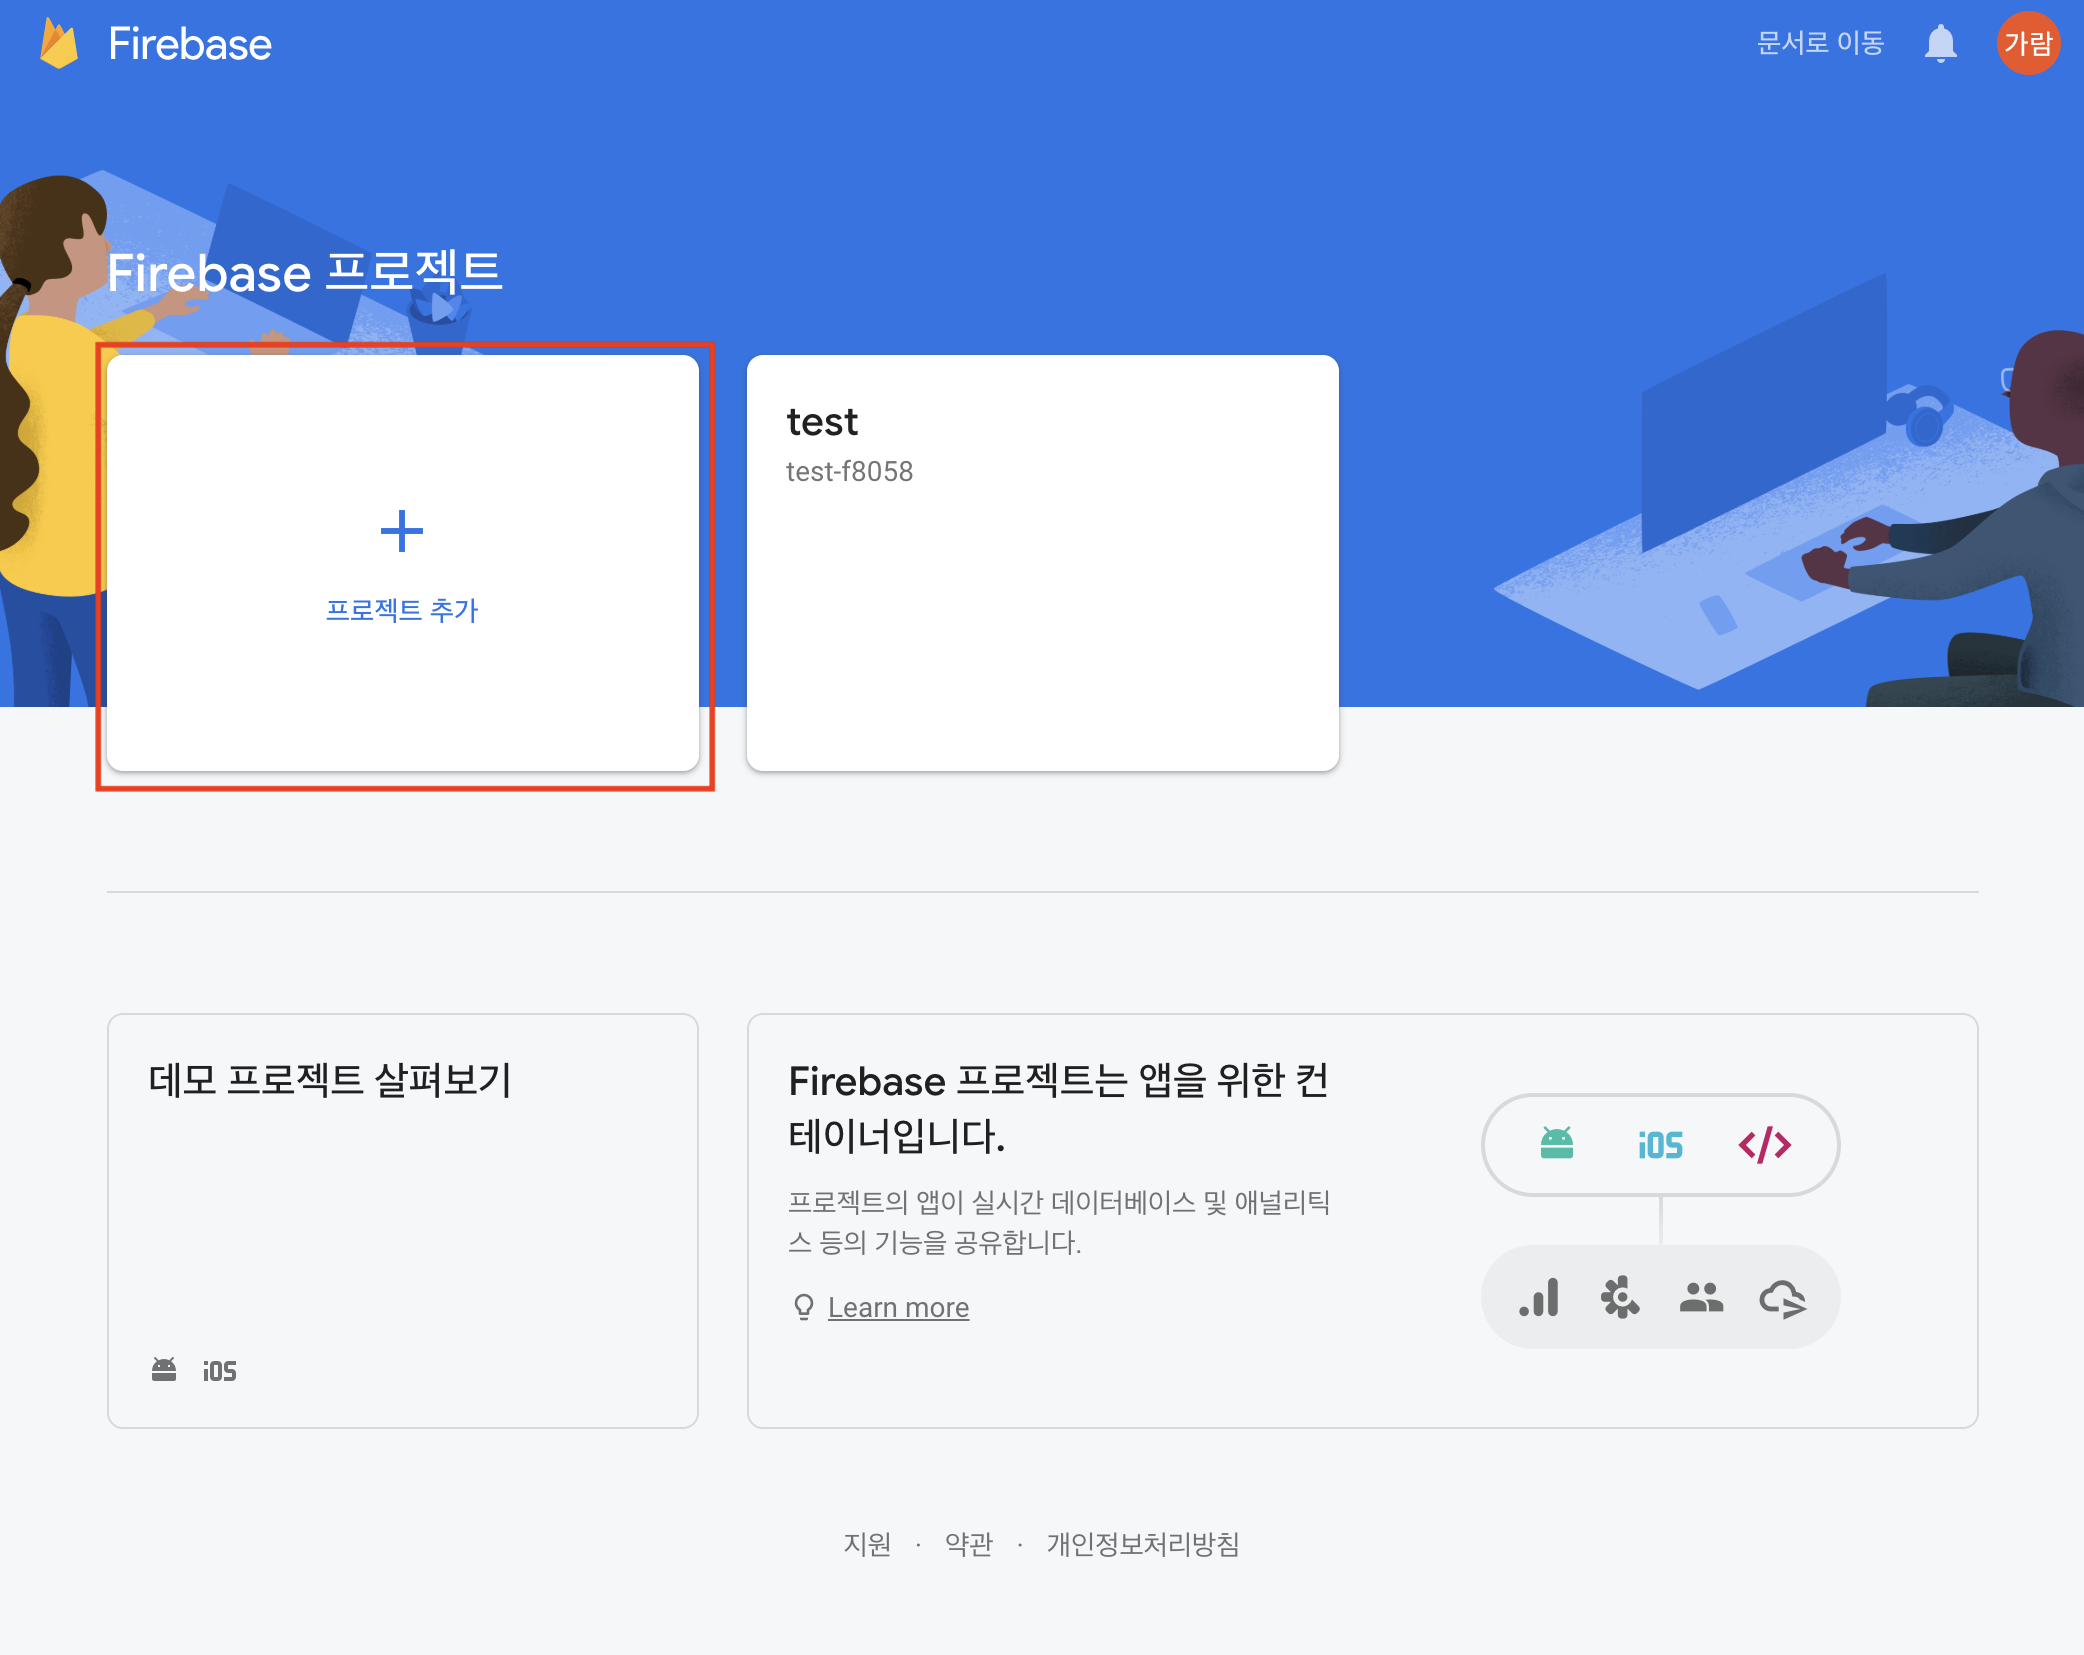 Firebase
문서로 이동
가람
Firebase 프로젝트
프로젝트 추가
test
test-f8058
데모 프로젝트 살펴보기
iOS
Firebase 프로젝트는 앱을 위한 컨
테이너입니다.
프로젝트의 앱이 실시간 데이터베이스 및 애널리틱
스 등의 기능을 공유합니다.
Learn more
iOS
지원 · 약관 · 개인정보처리방침